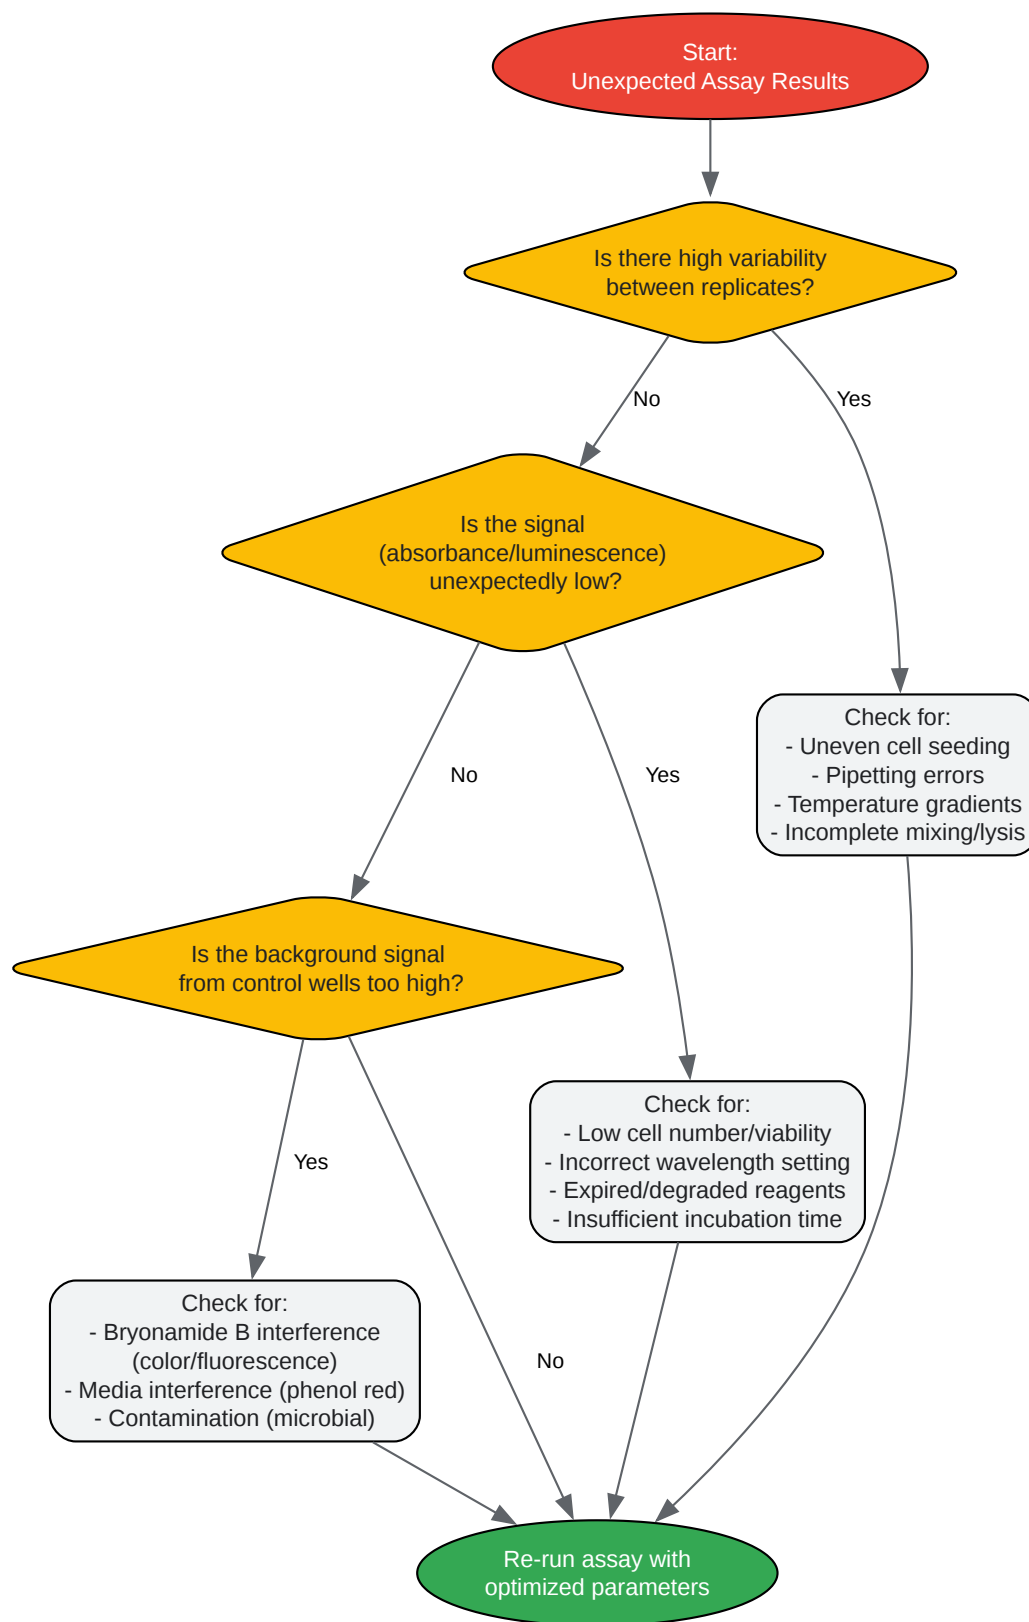 Start:
Unexpected Assay Results
Is there high variability
between replicates?
No
Yes
Is the signal
(absorbance/luminescence)
unexpectedly low?
Check for:
- Uneven cell seeding
- Pipetting errors
- Temperature gradients
- Incomplete mixing/lysis
No
Yes
Is the background signal
from control wells too high?
Check for:
- Low cell number/viability
- Incorrect wavelength setting
- Expired/degraded reagents
- Insufficient incubation time
Yes
No
Check for:
- Bryonamide B interference
(color/fluorescence)
- Media interference (phenol red)
- Contamination (microbial)
Re-run assay with
optimized parameters